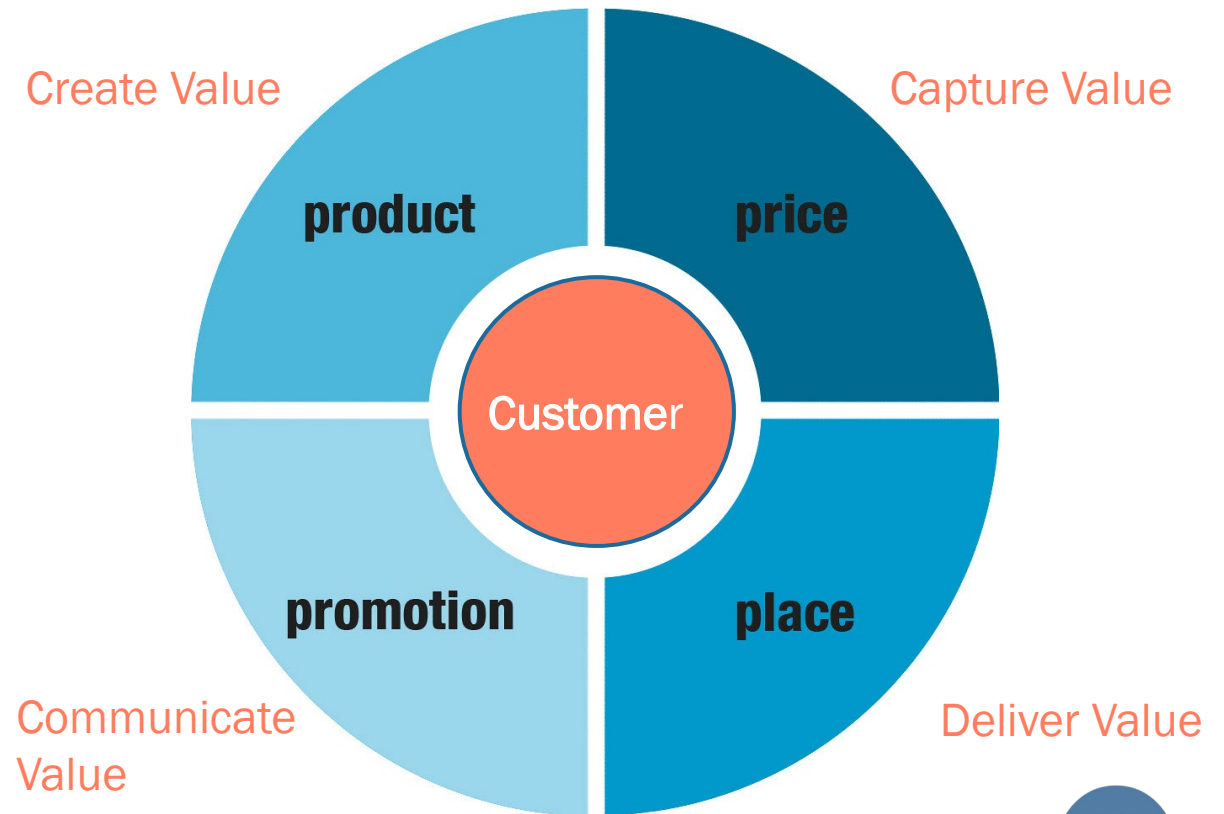 Create Value
Capture Value
product
price
Customer
promotion
place
Communicate
Value
Deliver Value